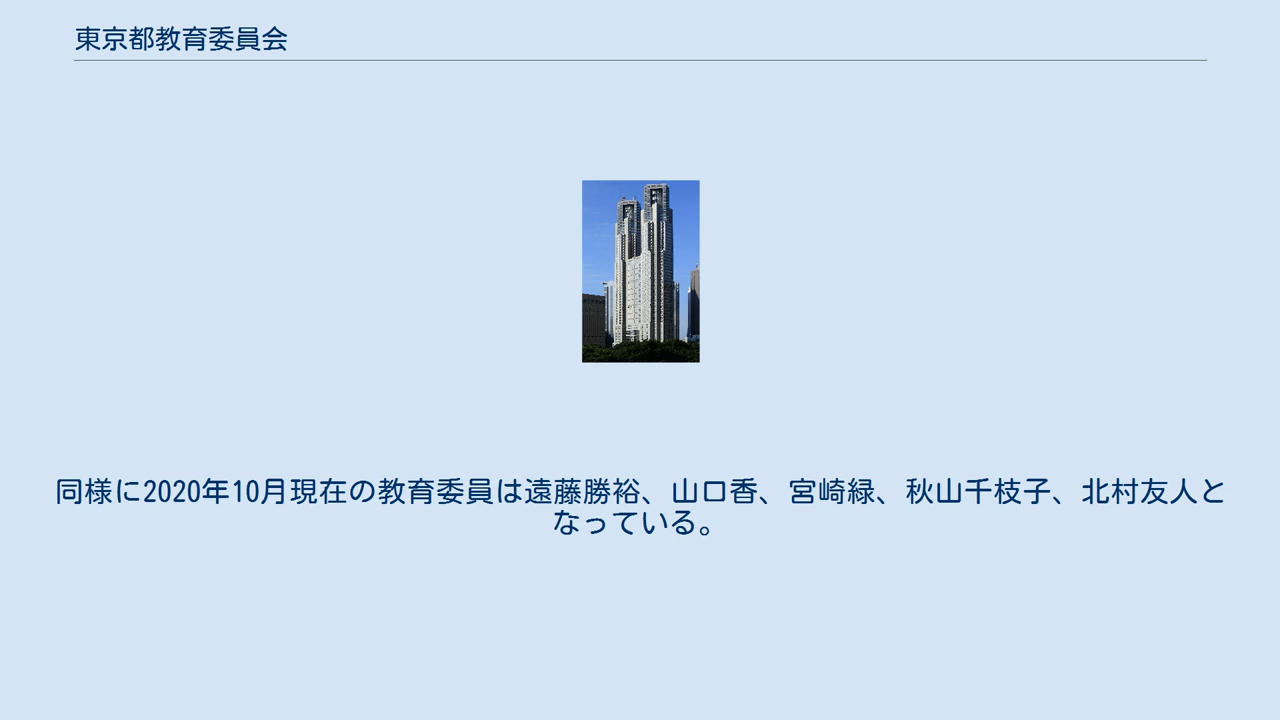 東京都教育委員会
同様に2020年10月現在の教育委員は遠藤勝裕、山口香、宮崎緑、秋山千枝子、北村友人と
なっている。